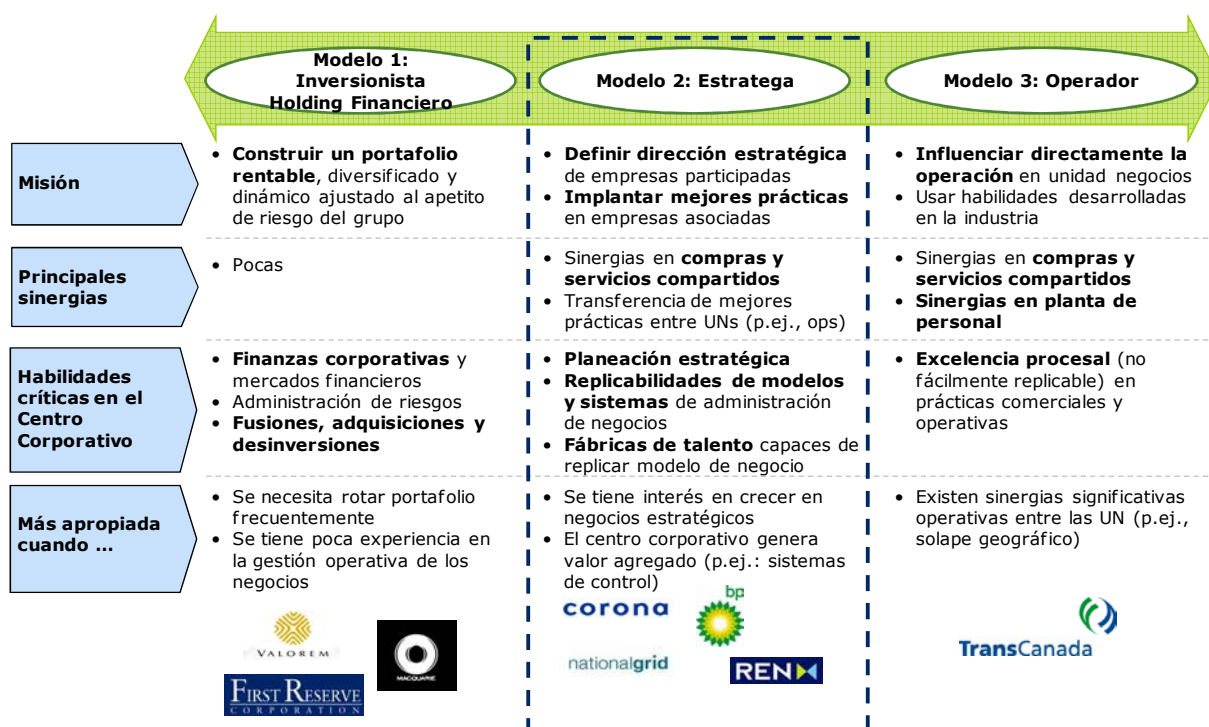 Modelo 1:
Inversionista
Holding Financiero
Modelo 2: Estratega
Modelo 3: Operador
Misión
• Construir un portafolio
rentable, diversificado y
dinámico ajustado al apetito
de riesgo del grupo
• Definir dirección estratégica
de empresas participadas
• Implantar mejores prácticas
en empresas asociadas
• Influenciar directamente la
operación en unidad negocios
• Usar habilidades desarrolladas
en la industria
Principales
sinergias
• Pocas
• Sinergias en compras y
servicios compartidos
• Transferencia de mejores
prácticas entre UNs (p.ej., ops)
• Sinergias en compras y
servicios compartidos
• Sinergias en planta de
personal
Habilidades
críticas en el
Centro
Corporativo
• Finanzas corporativas y
mercados financieros
• Administración de riesgos
• Fusiones, adquisiciones y
desinversiones
• Planeación estratégica
• Replicabilidades de modelos
y sistemas de administración
de negocios
• Fábricas de talento capaces de
replicar modelo de negocio
• Excelencia procesal (no
fácilmente replicable) en
prácticas comerciales y
operativas
Más apropiada
cuando ...
• Se necesita rotar portafolio
frecuentemente
• Se tiene poca experiencia en
la gestión operativa de los
negocios
• Se tiene interés en crecer en
negocios estratégicos
• El centro corporativo genera
valor agregado (p.ej.: sistemas
de control)
• Existen sinergias significativas
operativas entre las UN (p.ej.,
solape geográfico)
VALOREM
MACQUARIE
FIRST RESERVE
CORPORATION
corona
bp
nationalgrid
REN
TransCanada